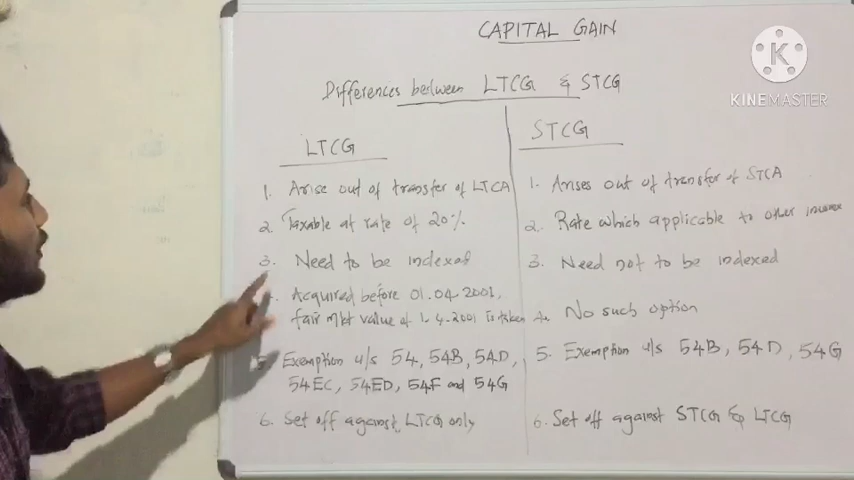 CAPITAL GAIN
KINEMASTER
Differences between LTCG & STCG
LTCG
1. Arise out of transfer of LTCA
2. Taxable at rate of 20%
3. Need to be indexed
Acquired before 01.04.2001,
fair mkt value of 1.4.2001 is taken
5. Exemption u/s 54, 54B, 54D,
54EC, 54ED, 54F and 54G
6. Set off against LTCG only
STCG
1. Arises out of transfer of STCA
2. Rate which applicable to other income
3. Need not to be indexed
No such option
5. Exemption u/s 54B, 54D, 54G
6. Set off against STCG & LTCG